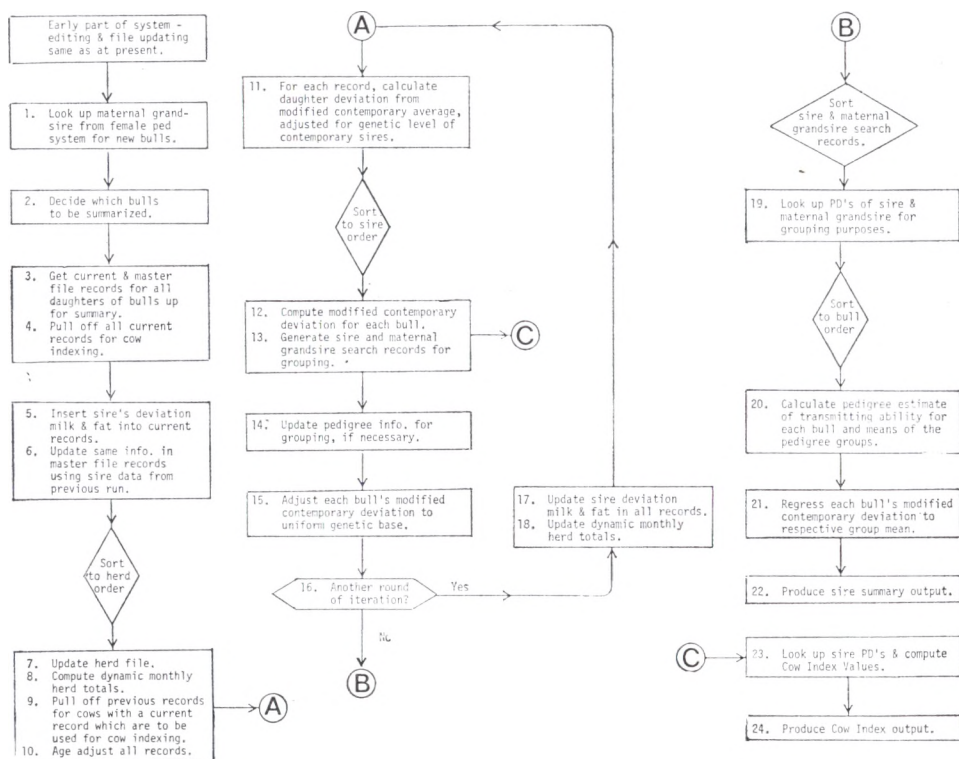 Early part of system -
editing & file updating
same as at present.
1. Look up maternal grand-
sire from female ped
system for new bulls.
2. Decide which bulls
to be summarized.
3. Get current & master
file records for all
daughters of bulls up
for summary.
4. Pull off all current
records for cow
indexing.
5. Insert sire's deviation
milk & fat into current
records.
6. Update same info. in
master file records
using sire data from
previous run.
Sort
to herd
order
7. Update herd file.
8. Compute dynamic monthly
herd totals.
9. Pull off previous records
for cows with a current
record which are to be
used for cow indexing.
10. Age adjust all records.
A
A
11. For each record, calculate
daughter deviation from
modified contemporary average,
adjusted for genetic level of
contemporary sires.
Sort
to sire
order
12. Compute modified contemporary
deviation for each bull.
13. Generate sire and maternal
grandsire search records for
grouping.
C
14. Update pedigree info. for
grouping, if necessary.
15. Adjust each bull's modified
contemporary deviation to
uniform genetic base.
16. Another round
of iteration?
Yes
No
B
17. Update sire deviation
milk & fat in all records.
18. Update dynamic monthly
herd totals.
B
Sort
sire & maternal
grandsire search
records.
19. Look up PD's of sire &
maternal grandsire for
grouping purposes.
Sort
to bull
order
20. Calculate pedigree estimate
of transmitting ability for
each bull and means of the
pedigree groups.
21. Regress each bull's modified
contemporary deviation to
respective group mean.
22. Produce sire summary output.
C
23. Look up sire PD's & compute
Cow Index Values.
24. Produce Cow Index output.